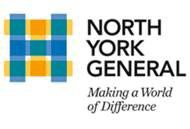 NORTH
YORK
GENERAL
Making a World
of Difference